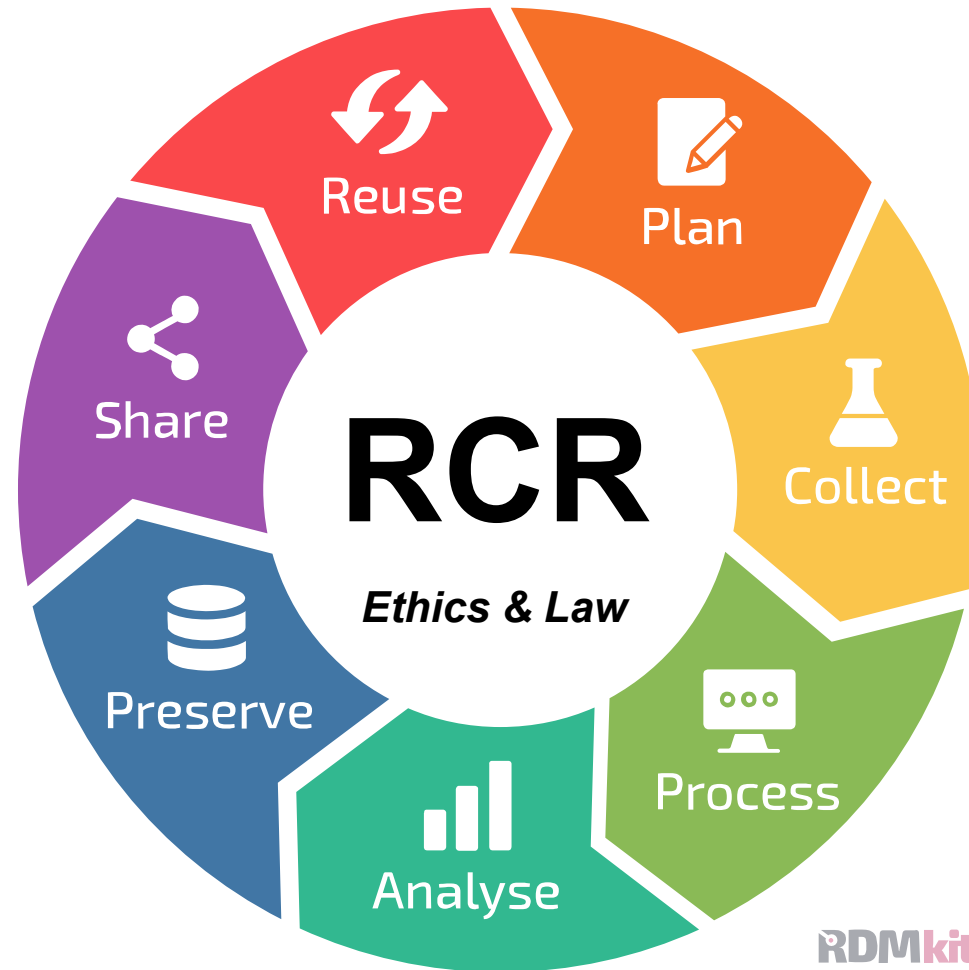 Reuse
Plan
Share
Collect
RCR
Ethics & Law
Preserve
Process
Analyse
RDMkit